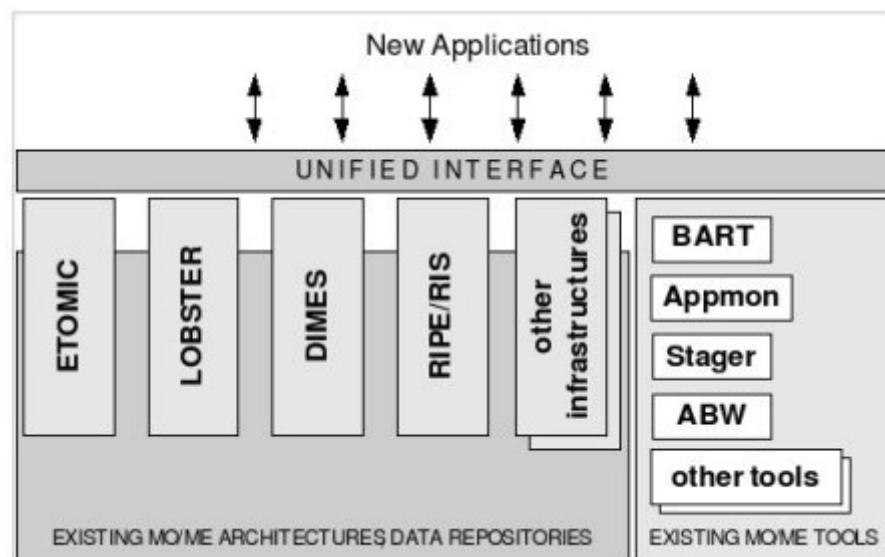 New Applications
UNIFIED INTERFACE
ETOMIC
LOBSTER
DIMES
RIPE/RIS
other
infrastructures
BART
Appmon
Stager
ABW
other tools
EXISTING MO/ME ARCHITECTURES, DATA REPOSITORIES
EXISTING MO/ME TOOLS